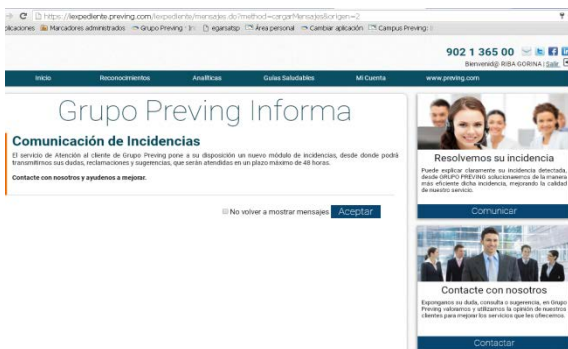 https://expediente.preving.com/expediente/mensajes.do?method=cargarMensajes&origen=2
Marcadores administrados Grupo Preving egarsatsp Área personal Cambiar aplicación Campus Preving
902 1 365 00
Bienvenid@ RIBA GORINA | Salir
Inicio Reconocimientos Analíticas Guías Saludables Mi Cuenta www.preving.com
Grupo Preving Informa
Comunicación de Incidencias
El servicio de Atención al cliente de Grupo Preving pone a su disposición un nuevo módulo de incidencias, desde donde podrá
transmitirnos sus dudas, reclamaciones y sugerencias, que serán atendidas en un plazo máximo de 48 horas.
Contacte con nosotros y ayudenos a mejorar.
No volver a mostrar mensajes Aceptar
Resolvemos su incidencia
Puede explicar claramente su incidencia detectada,
desde GRUPO PREVING solucionaremos de la manera
más eficiente dicha incidencia, mejorando la calidad
de nuestro servicio.
Comunicar
Contacte con nosotros
Expónganos su duda, consulta o sugerencia, en Grupo
Preving valoramos y utilizamos la opinión de nuestros
clientes para mejorar los servicios que les ofrecemos.
Contactar